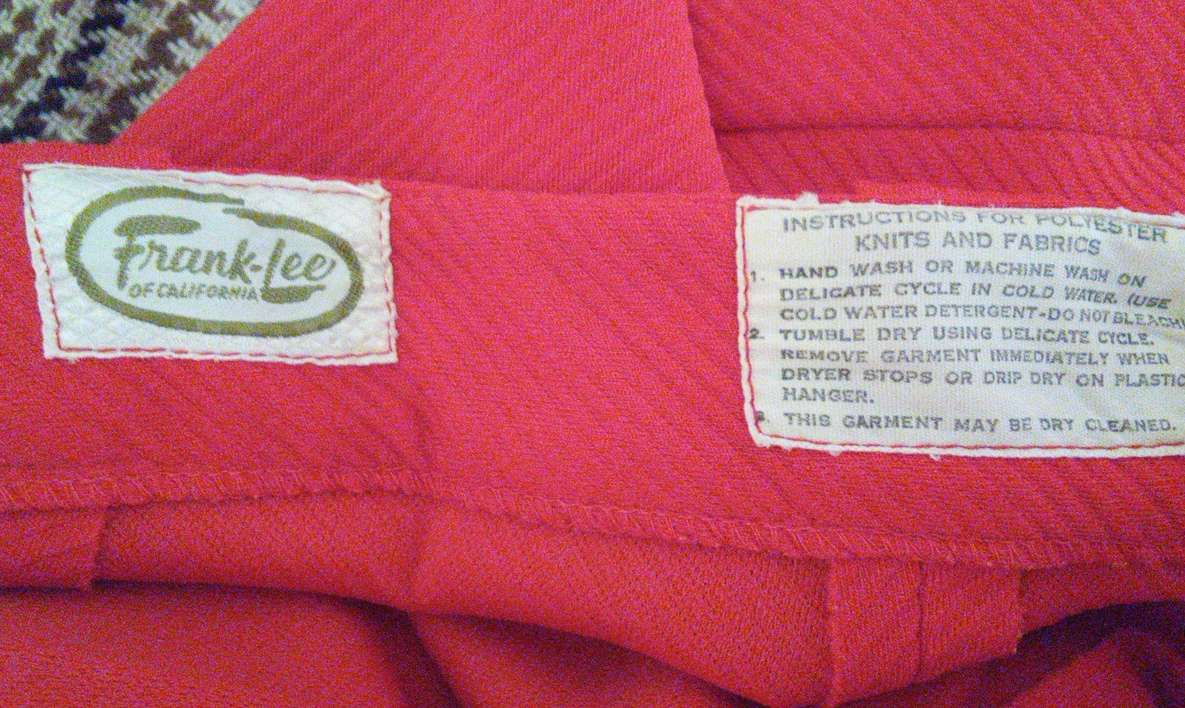 Frank-Lee
OF CALIFORNIA
INSTRUCTIONS FOR POLYESTER
KNITS AND FABRICS
1. HAND WASH OR MACHINE WASH ON
DELICATE CYCLE IN COLD WATER. (USE
COLD WATER DETERGENT-DO NOT BLEACH
2. TUMBLE DRY USING DELICATE CYCLE.
REMOVE GARMENT IMMEDIATELY WHEN
DRYER STOPS OR DRIP DRY ON PLASTIC
HANGER.
3. THIS GARMENT MAY BE DRY CLEANED.